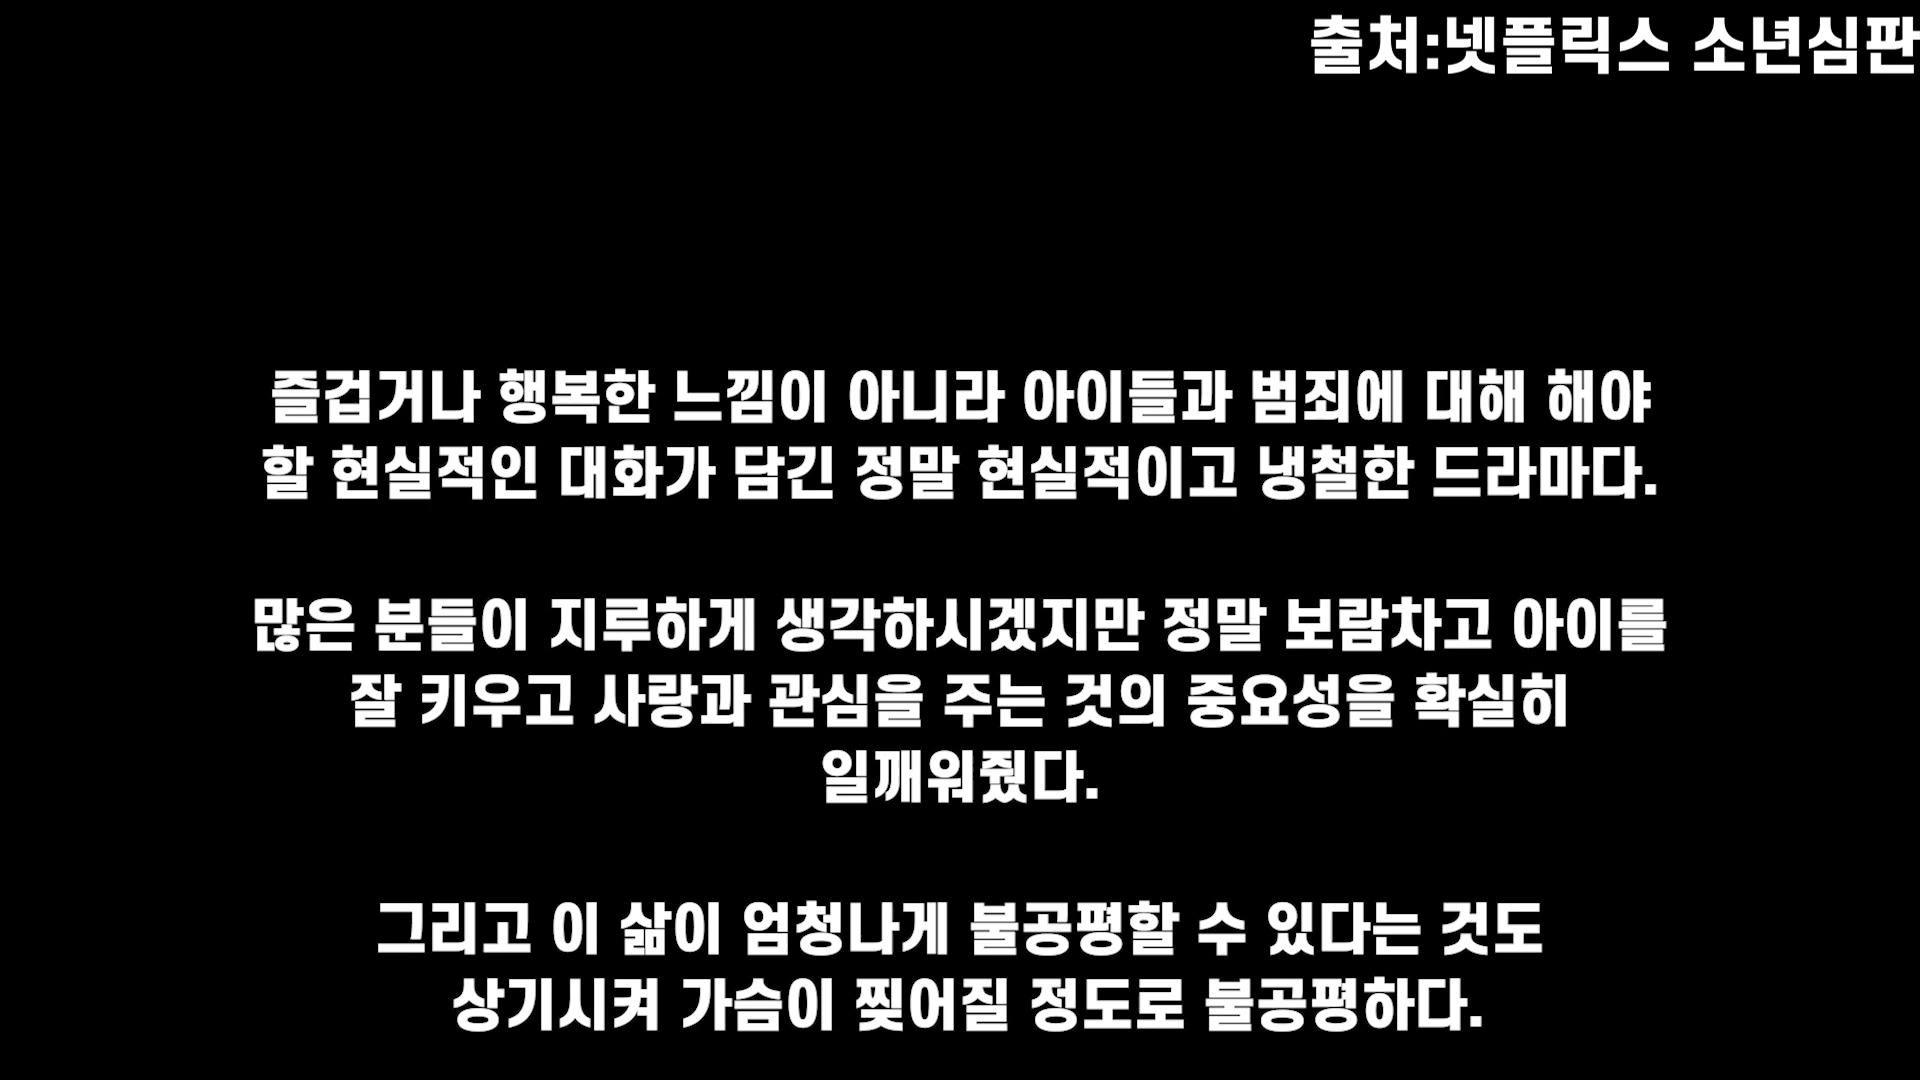 출처:넷플릭스 소년심판
즐겁거나 행복한 느낌이 아니라 아이들과 범죄에 대해 해야
할 현실적인 대화가 담긴 정말 현실적이고 냉철한 드라마다.
많은 분들이 지루하게 생각하시겠지만 정말 보람차고 아이를
잘 키우고 사랑과 관심을 주는 것의 중요성을 확실히
일깨워줬다.
그리고 이 삶이 엄청나게 불공평할 수 있다는 것도
상기시켜 가슴이 찢어질 정도로 불공평하다.